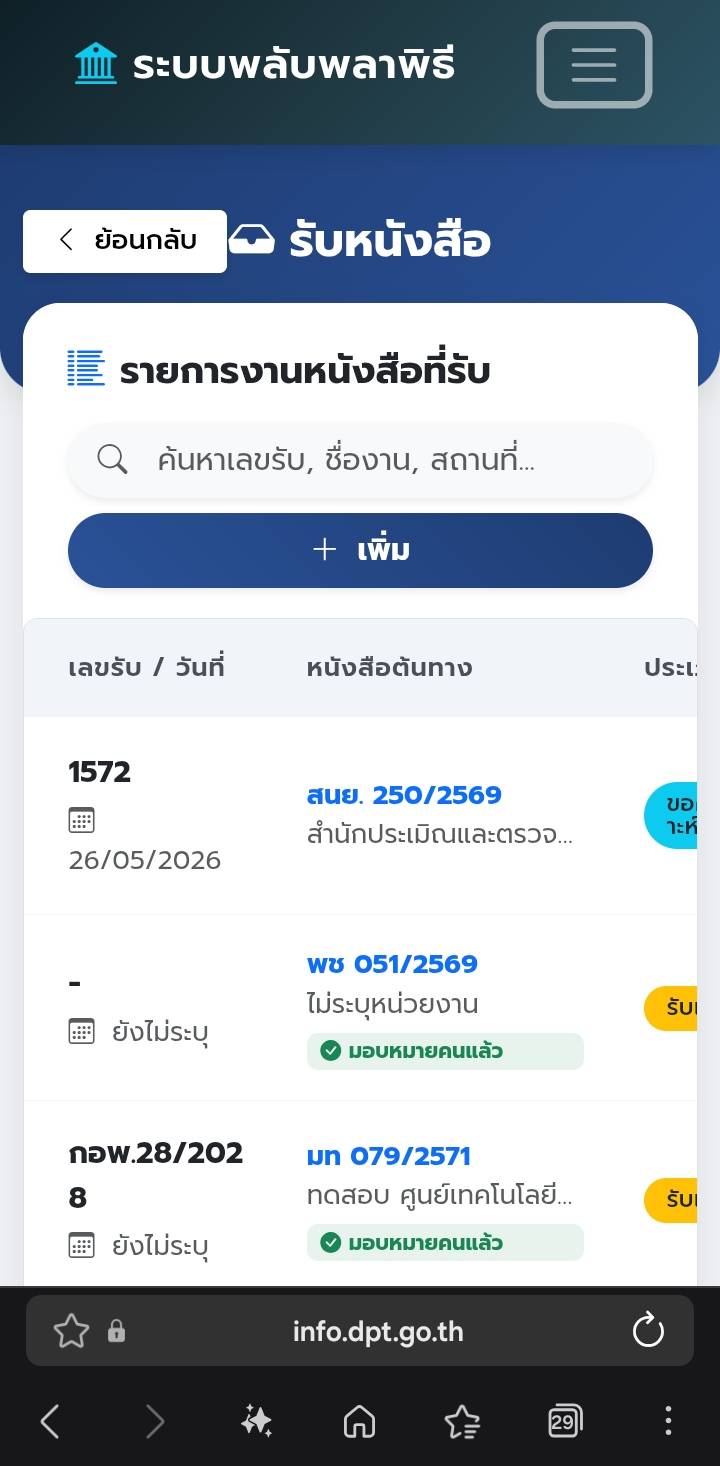 ระบบพลับพลาพิธี
ย้อนกลับ
รับหนังสือ
รายการงานหนังสือที่รับ
ค้นหาเลขรับ, ชื่องาน, สถานที่...
เพิ่ม
เลขรับ / วันที่ หนังสือต้นทาง
1572
26/05/2026
สนย. 250/2569
สำนักประเมิณและตรวจ...
-
ยังไม่ระบุ
พช 051/2569
ไม่ระบุหน่วยงาน
มอบหมายคนแล้ว
กอพ.28/202
8
ยังไม่ระบุ
มท 079/2571
ทดสอบ ศูนย์เทคโนโลยี...
มอบหมายคนแล้ว
info.dpt.go.th
29